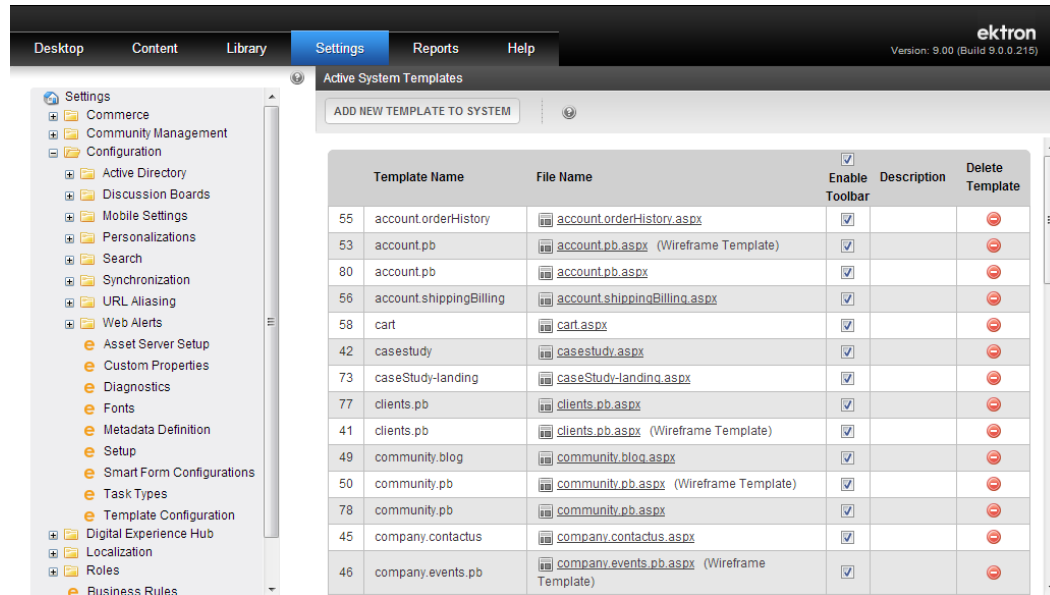 ektron
Desktop Content Library Settings Reports Help
Version: 9.00 (Build 9.0.0.215)
Active System Templates
ADD NEW TEMPLATE TO SYSTEM
Settings
Commerce
Community Management
Configuration
Active Directory
Discussion Boards
Mobile Settings
Personalizations
Search
Synchronization
URL Aliasing
Web Alerts
Asset Server Setup
Custom Properties
Diagnostics
Fonts
Metadata Definition
Setup
Smart Form Configurations
Task Types
Template Configuration
Digital Experience Hub
Localization
Roles
Business Rules
Template Name File Name Enable Toolbar Description Delete Template
55 account.orderHistory account.orderHistory.aspx
53 account.pb account.pb.aspx (Wireframe Template)
80 account.pb account.pb.aspx
56 account.shippingBilling account.shippingBilling.aspx
58 cart cart.aspx
42 casestudy casestudy.aspx
73 caseStudy-landing caseStudy-landing.aspx
77 clients.pb clients.pb.aspx
41 clients.pb clients.pb.aspx (Wireframe Template)
49 community.blog community.blog.aspx
50 community.pb community.pb.aspx (Wireframe Template)
78 community.pb community.pb.aspx
45 company.contactus company.contactus.aspx
46 company.events.pb company.events.pb.aspx (Wireframe
Template)